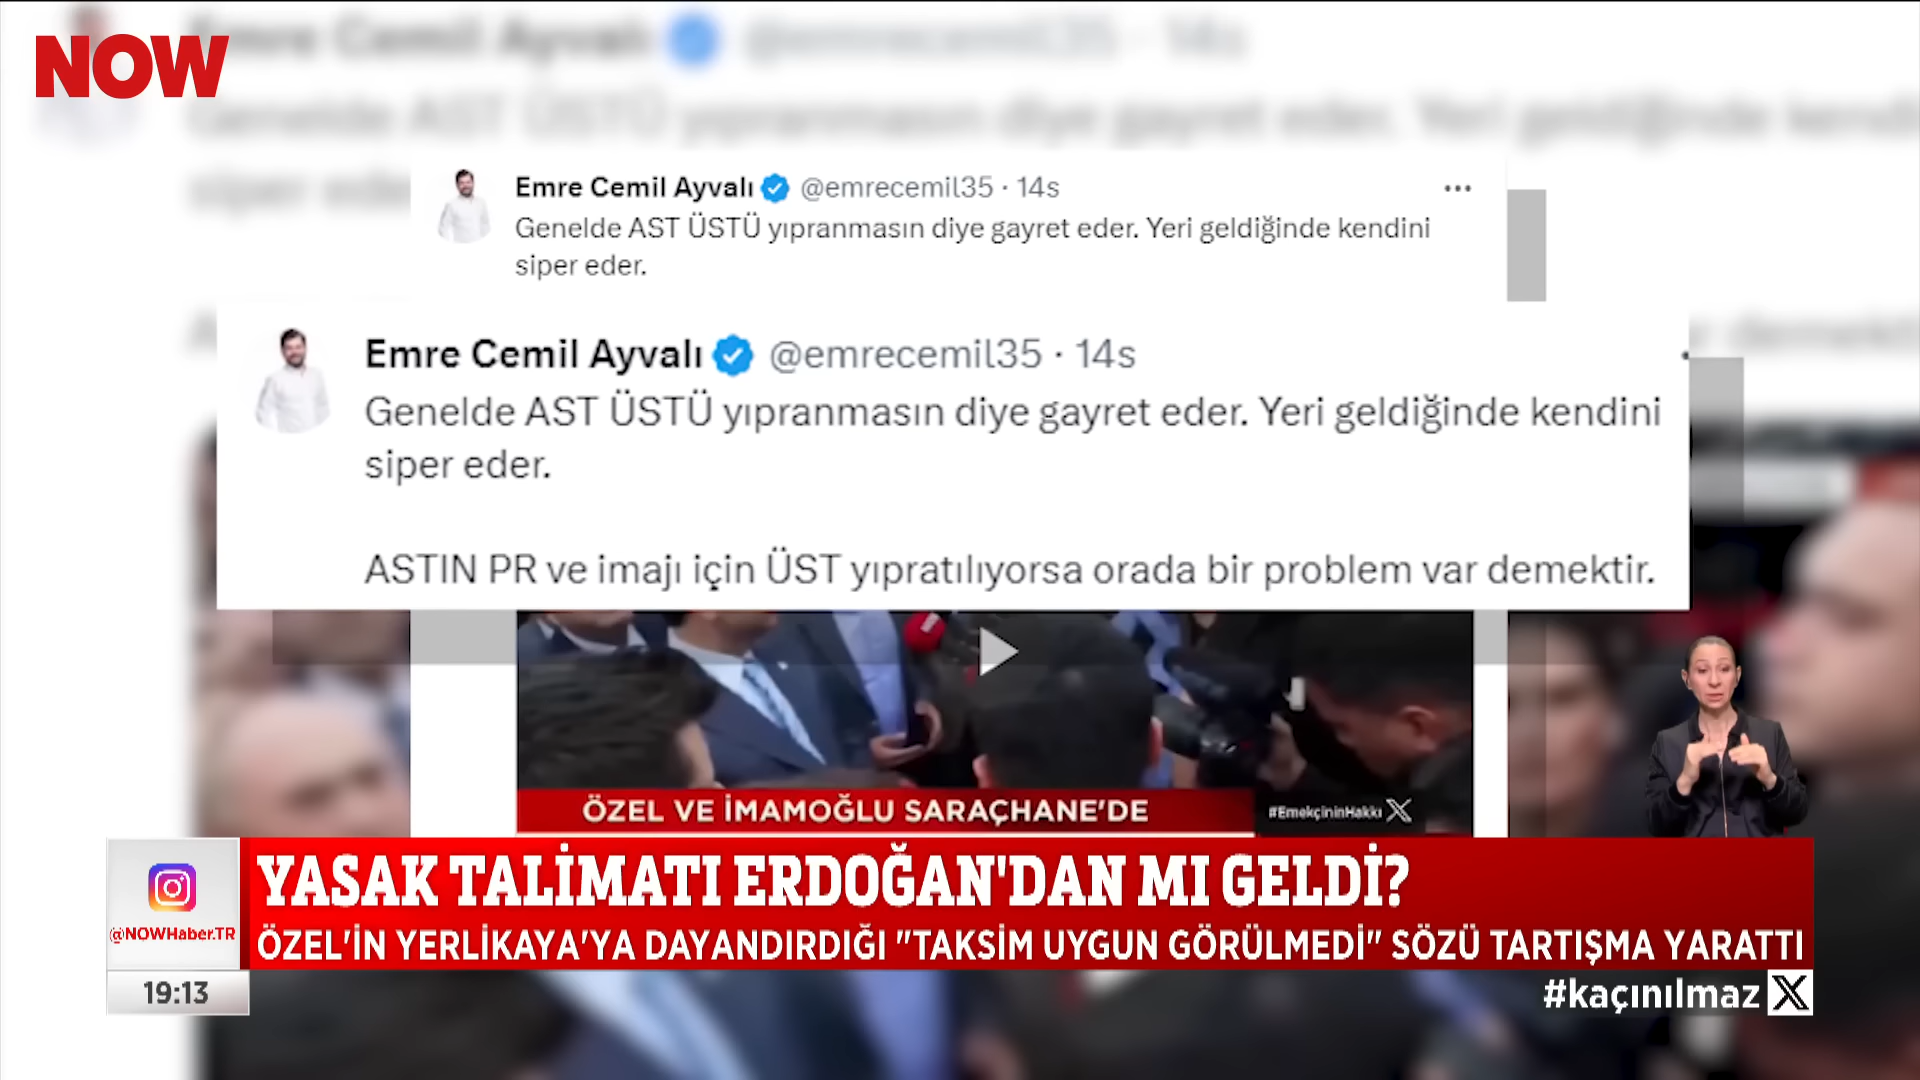 NOW
Emre Cemil Ayvalı @emrecemil35 · 14s
Genelde AST ÜSTÜ yıpranmasın diye gayret eder. Yeri geldiğinde kendini
siper eder.
Emre Cemil Ayvalı @emrecemil35 · 14s
Genelde AST ÜSTÜ yıpranmasın diye gayret eder. Yeri geldiğinde kendini
siper eder.
ASTIN PR ve imajı için ÜST yıpratılıyorsa orada bir problem var demektir.
ÖZEL VE İMAMOĞLU SARAÇHANE'DE
#EmekçininHakkı X
YASAK TALİMATI ERDOĞAN'DAN MI GELDİ?
@NOWHaber.TR
ÖZEL'İN YERLİKAYA'YA DAYANDIRDIĞI "TAKSİM UYGUN GÖRÜLMEDİ" SÖZÜ TARTIŞMA YARATTI
19:13
#kaçınılmaz X